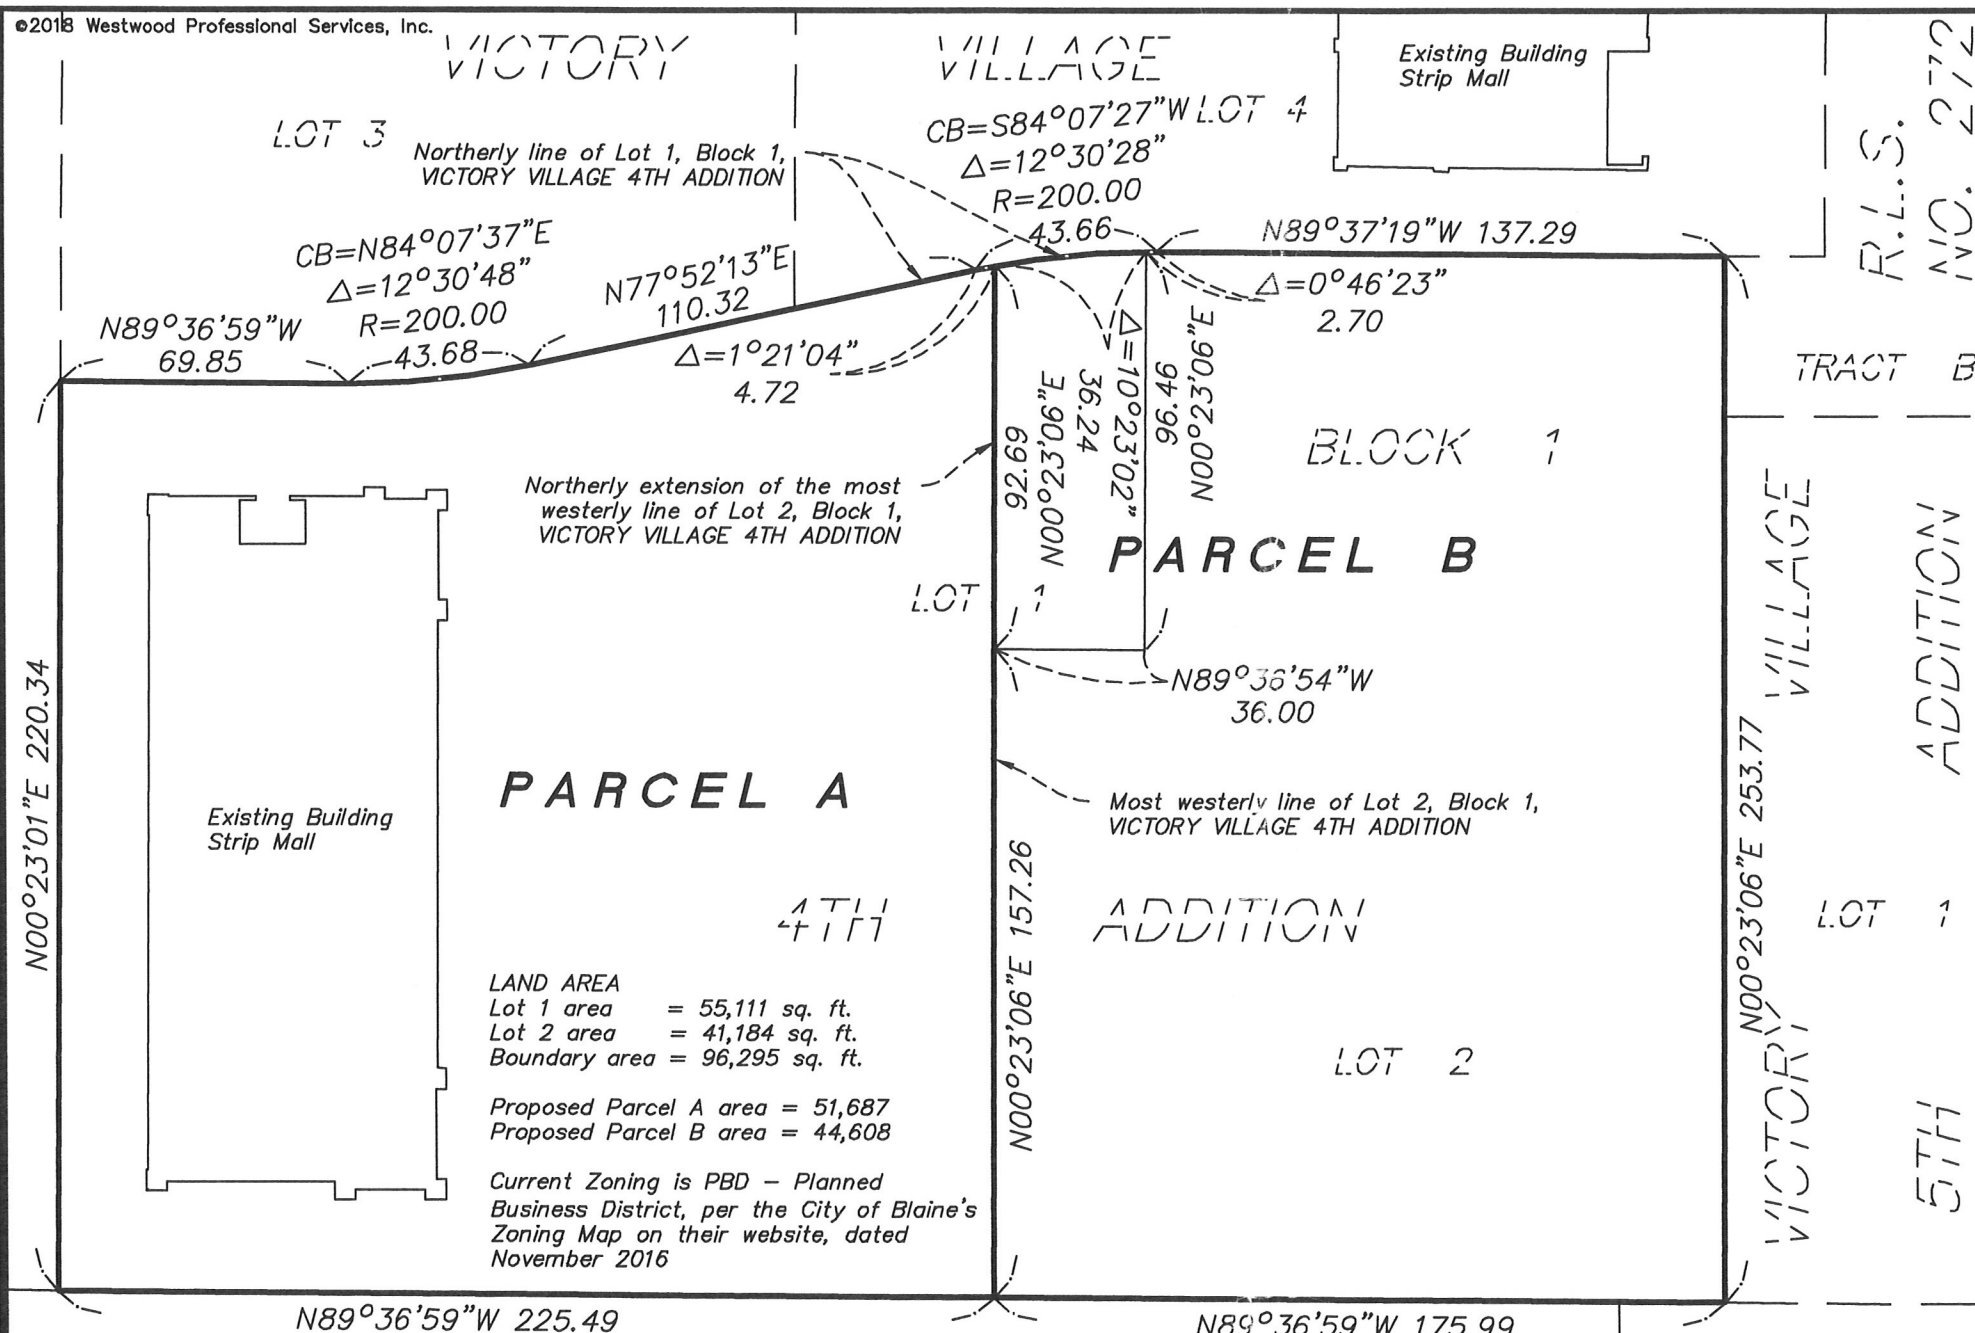 ©2018 Westwood Professional Services, Inc.
VICTORY VILLAGE
Existing Building
Strip Mall
R.L.S.
NO. 272
LOT 3
Northerly line of Lot 1, Block 1,
VICTORY VILLAGE 4TH ADDITION
CB=S84°07'27"W
Δ=12°30'28"
R=200.00
43.66
LOT 4
CB=N84°07'37"E
Δ=12°30'48"
R=200.00
43.68
N77°52'13"E
110.32
N89°37'19"W 137.29
N89°36'59"W
69.85
Δ=1°21'04"
4.72
Δ=0°46'23"
2.70
TRACT B
92.69
N00°23'06"E
36.24
Δ=10°23'02"
96.46
N00°23'06"E
BLOCK 1
Northerly extension of the most
westerly line of Lot 2, Block 1,
VICTORY VILLAGE 4TH ADDITION
PARCEL B
LOT 1
N89°36'54"W
36.00
N00°23'01"E 220.34
PARCEL A
Existing Building
Strip Mall
Most westerly line of Lot 2, Block 1,
VICTORY VILLAGE 4TH ADDITION
N00°23'06"E 157.26
N00°23'06"E 253.77
4TH ADDITION
LOT 1
LOT 2
VICTORY VILLAGE
5TH ADDITION
LAND AREA
Lot 1 area = 55,111 sq. ft.
Lot 2 area = 41,184 sq. ft.
Boundary area = 96,295 sq. ft.
Proposed Parcel A area = 51,687
Proposed Parcel B area = 44,608
Current Zoning is PBD – Planned
Business District, per the City of Blaine's
Zoning Map on their website, dated
November 2016
N89°36'59"W 225.49
N89°36'59"W 175.99